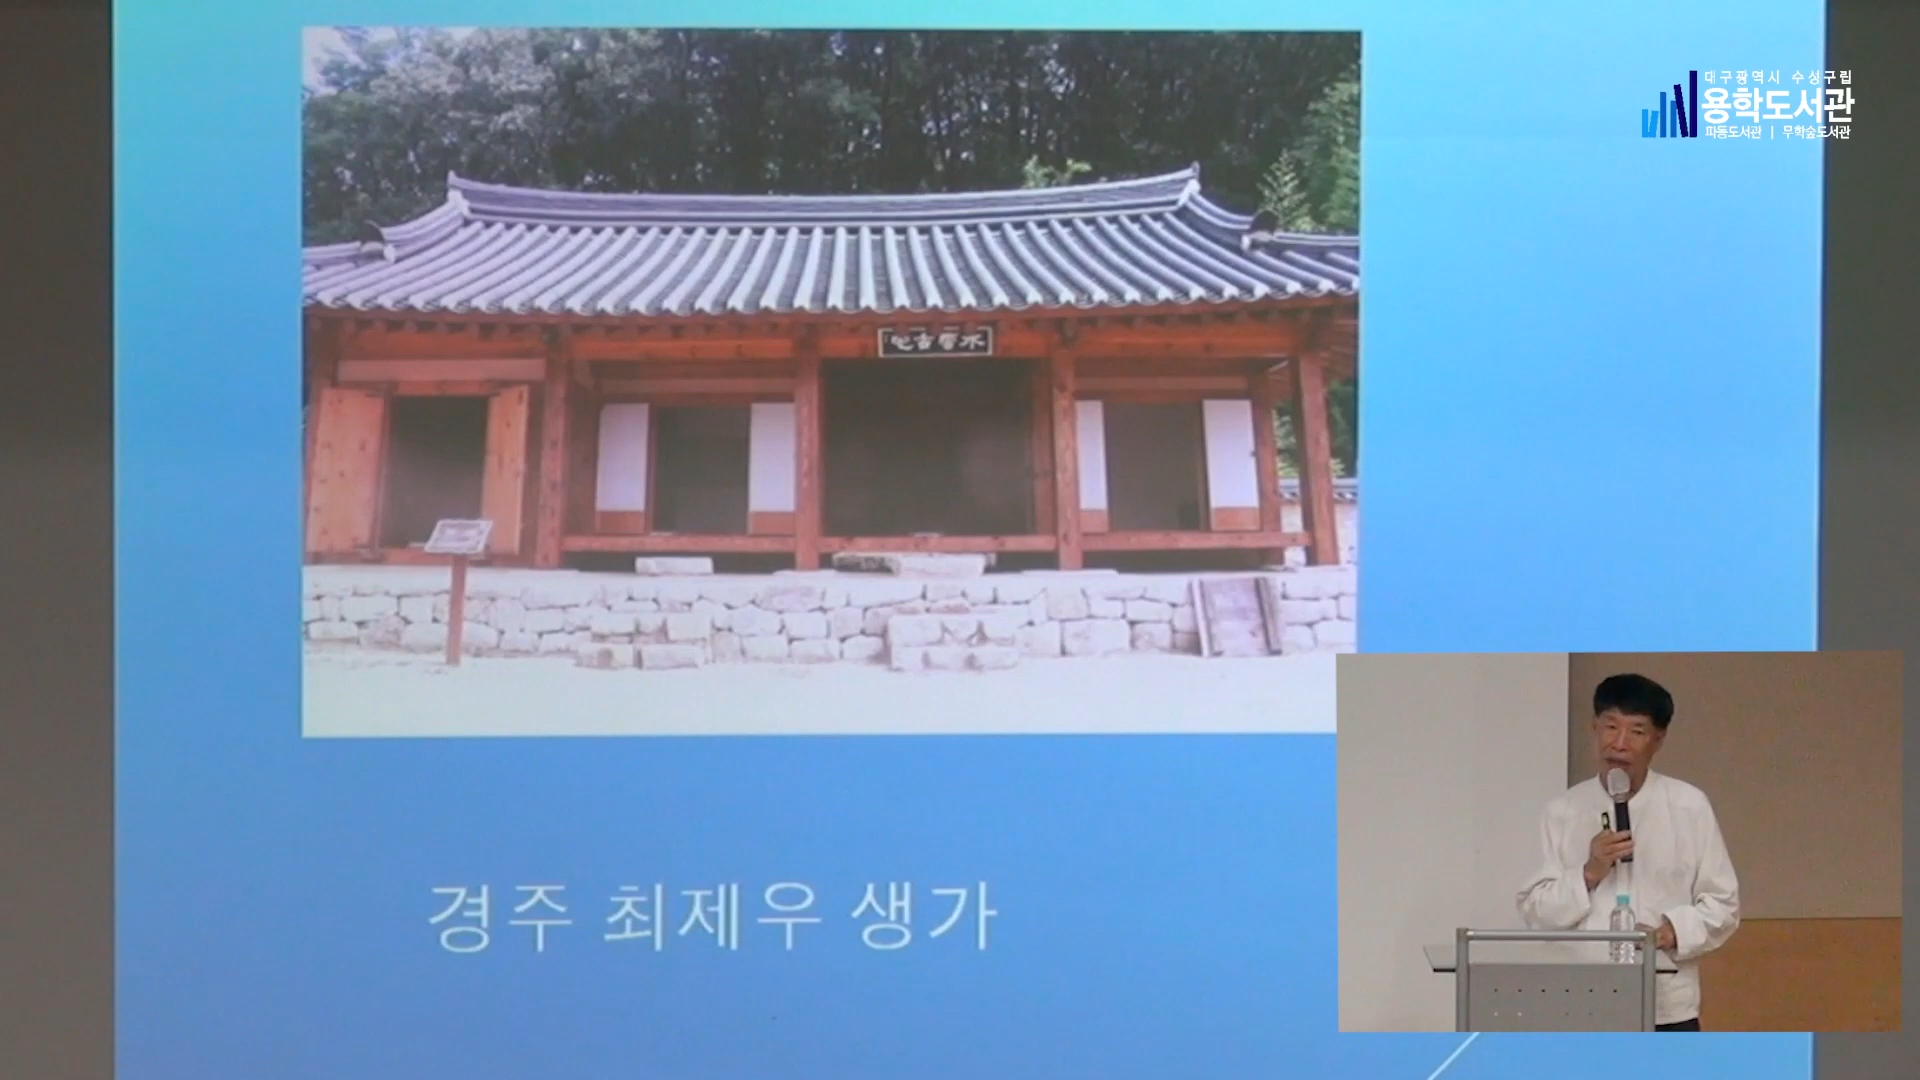 대구광역시 수성구립
용학도서관
파동도서관 | 무학숲도서관
경주 최제우 생가